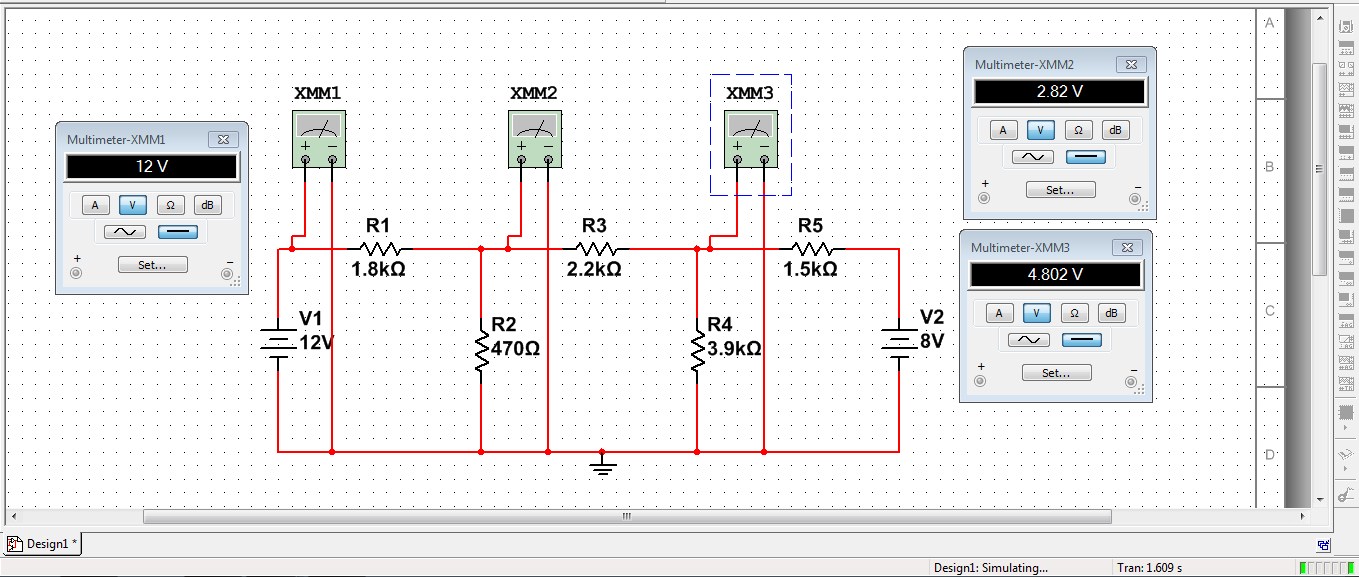 A
XMM1 XMM2 XMM3
Multimeter-XMM2
2.82 V
A V Ω dB
+ Set... −
Multimeter-XMM1
12 V
A V Ω dB
+ Set... −
B
+ − + − + −
R1 R3 R5
1.8kΩ 2.2kΩ 1.5kΩ
Multimeter-XMM3
4.802 V
A V Ω dB
+ Set... −
V1 R2 R4 V2
12V 470Ω 3.9kΩ 8V
C
D
Design1 *
Design1: Simulating... Tran: 1.609 s